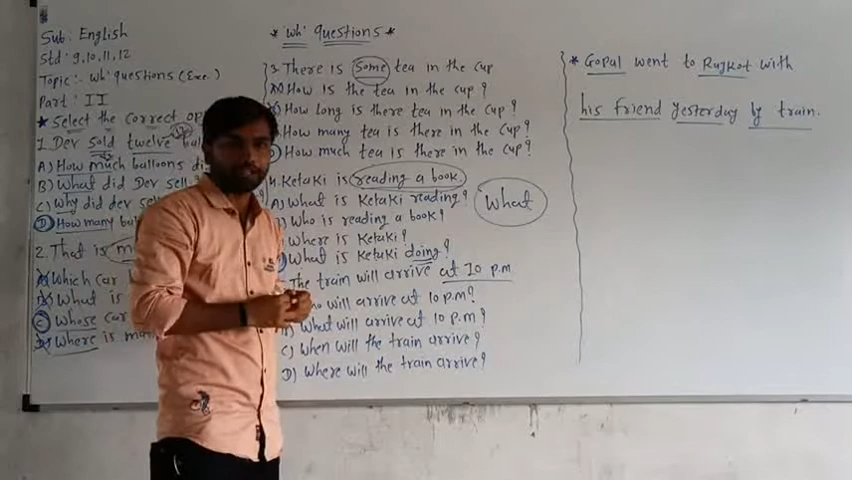 Sub: English
Std: 9,10,11,12
Topic:- Wh' questions (Exe.)
Part: II
* Select the correct
1. Dev sold twelve
A) How much balloons di
B) What did Dev sell
C) Why did dev se
D) How many
2. That is
Which car
What is
C) Whose car
Where is
* 'wh' questions *
3. There is some tea in the cup
A) How is the tea in the cup?
How long is there tea in the cup?
How many tea is there in the cup?
D) How much tea is there in the cup?
4. Ketaki is reading a book.
A) What is Ketaki reading?
Who is reading a book?
Where is Ketaki?
What is Ketaki doing?
What
The train will arrive at 10 p.m
will arrive at 10 p.m?
B) What will arrive at 10 p.m?
C) When will the train arrive?
D) Where will the train arrive?
* Gopal went to Rajkot with
his friend yesterday by train.